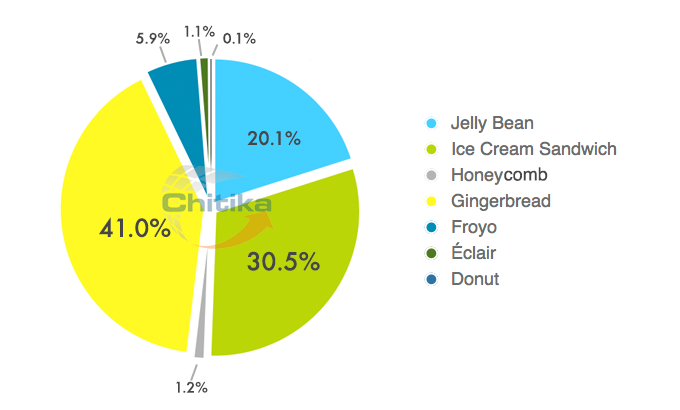 5.9%
1.1%
0.1%
20.1%
Chitika
41.0%
30.5%
1.2%
Jelly Bean
Ice Cream Sandwich
Honeycomb
Gingerbread
Froyo
Éclair
Donut